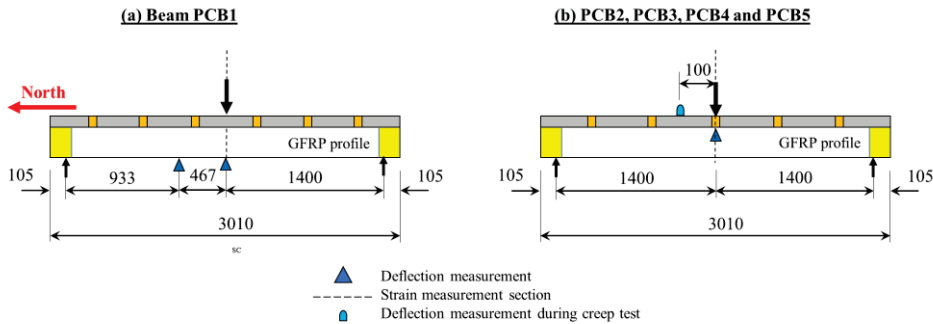 (a) Beam PCB1
(b) PCB2, PCB3, PCB4 and PCB5
100
North
GFRP profile
GFRP profile
105
933
467
1400
105
105
1400
1400
105
3010
3010
sc
Deflection measurement
Strain measurement section
Deflection measurement during creep test